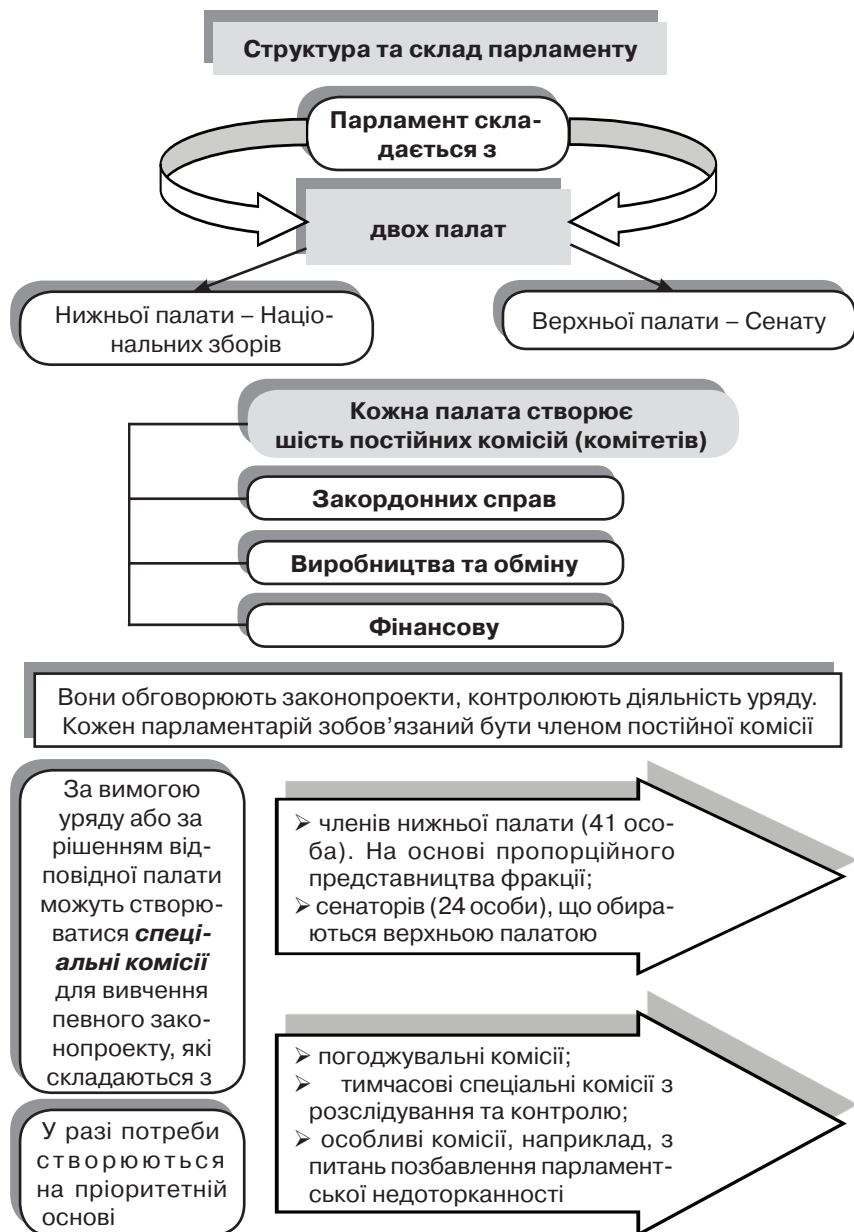 Структура та склад парламенту
Парламент скла-
дається з
двох палат
Нижньої палати – Націо-
нальних зборів
Верхньої палати – Сенату
Кожна палата створює
шість постійних комісій (комітетів)
Закордонних справ
Виробництва та обміну
Фінансову
Вони обговорюють законопроекти, контролюють діяльність уряду.
Кожен парламентарій зобов’язаний бути членом постійної комісії
За вимогою
уряду або за
рішенням від-
повідної палати
можуть створю-
ватися спеці-
альні комісії
для вивчення
певного зако-
нопроекту, які
складаються з
➢ членів нижньої палати (41 осо-
ба). На основі пропорційного
представництва фракції;
➢ сенаторів (24 особи), що обира-
ються верхньою палатою
У разі потреби
створюються
на пріоритетній
основі
➢ погоджувальні комісії;
➢ тимчасові спеціальні комісії з
розслідування та контролю;
➢ особливі комісії, наприклад, з
питань позбавлення парламент-
ської недоторканності